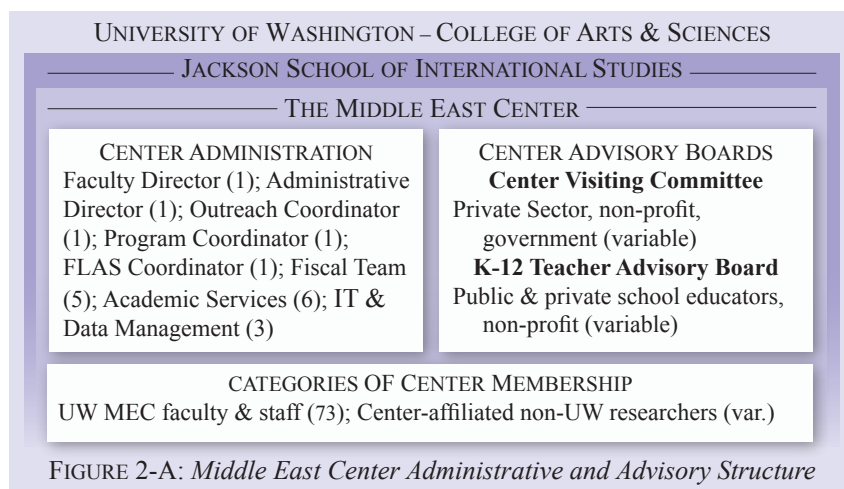 UNIVERSITY OF WASHINGTON – COLLEGE OF ARTS & SCIENCES
JACKSON SCHOOL OF INTERNATIONAL STUDIES
THE MIDDLE EAST CENTER
CENTER ADMINISTRATION
Faculty Director (1); Administrative
Director (1); Outreach Coordinator
(1); Program Coordinator (1);
FLAS Coordinator (1); Fiscal Team
(5); Academic Services (6); IT &
Data Management (3)
CENTER ADVISORY BOARDS
Center Visiting Committee
Private Sector, non-profit,
government (variable)
K-12 Teacher Advisory Board
Public & private school educators,
non-profit (variable)
CATEGORIES OF CENTER MEMBERSHIP
UW MEC faculty & staff (73); Center-affiliated non-UW researchers (var.)
FIGURE 2-A: Middle East Center Administrative and Advisory Structure